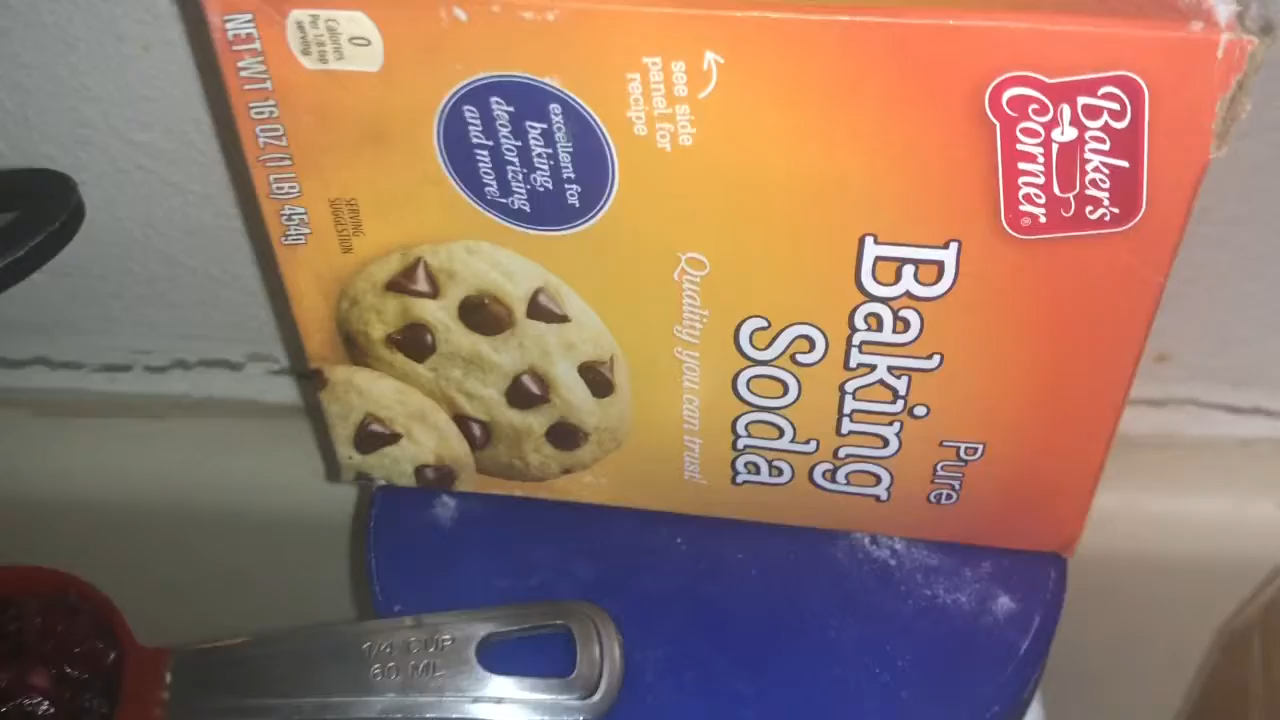 Baker's
Corner®
Pure
Baking
Soda
see side
panel for
recipe
Quality you can trust!
excellent for
baking,
deodorizing
and more!
SERVING
SUGGESTION
0
Calories
Per 1/8 tsp
serving
NET WT 16 OZ (1 LB) 454g
1/4 CUP
60 ML